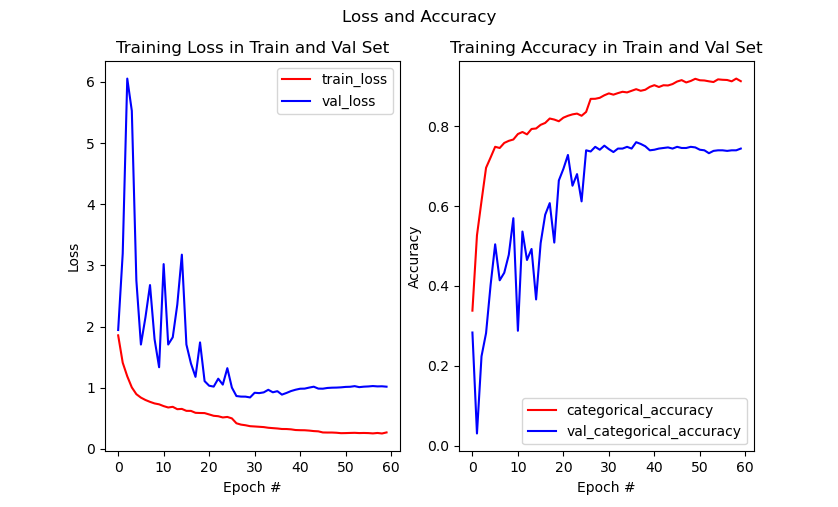 Loss and Accuracy
Training Loss in Train and Val Set
train_loss
val_loss
Loss
6
5
4
3
2
1
0
0 10 20 30 40 50 60
Epoch #
Training Accuracy in Train and Val Set
Accuracy
0.8
0.6
0.4
0.2
0.0
categorical_accuracy
val_categorical_accuracy
0 10 20 30 40 50 60
Epoch #